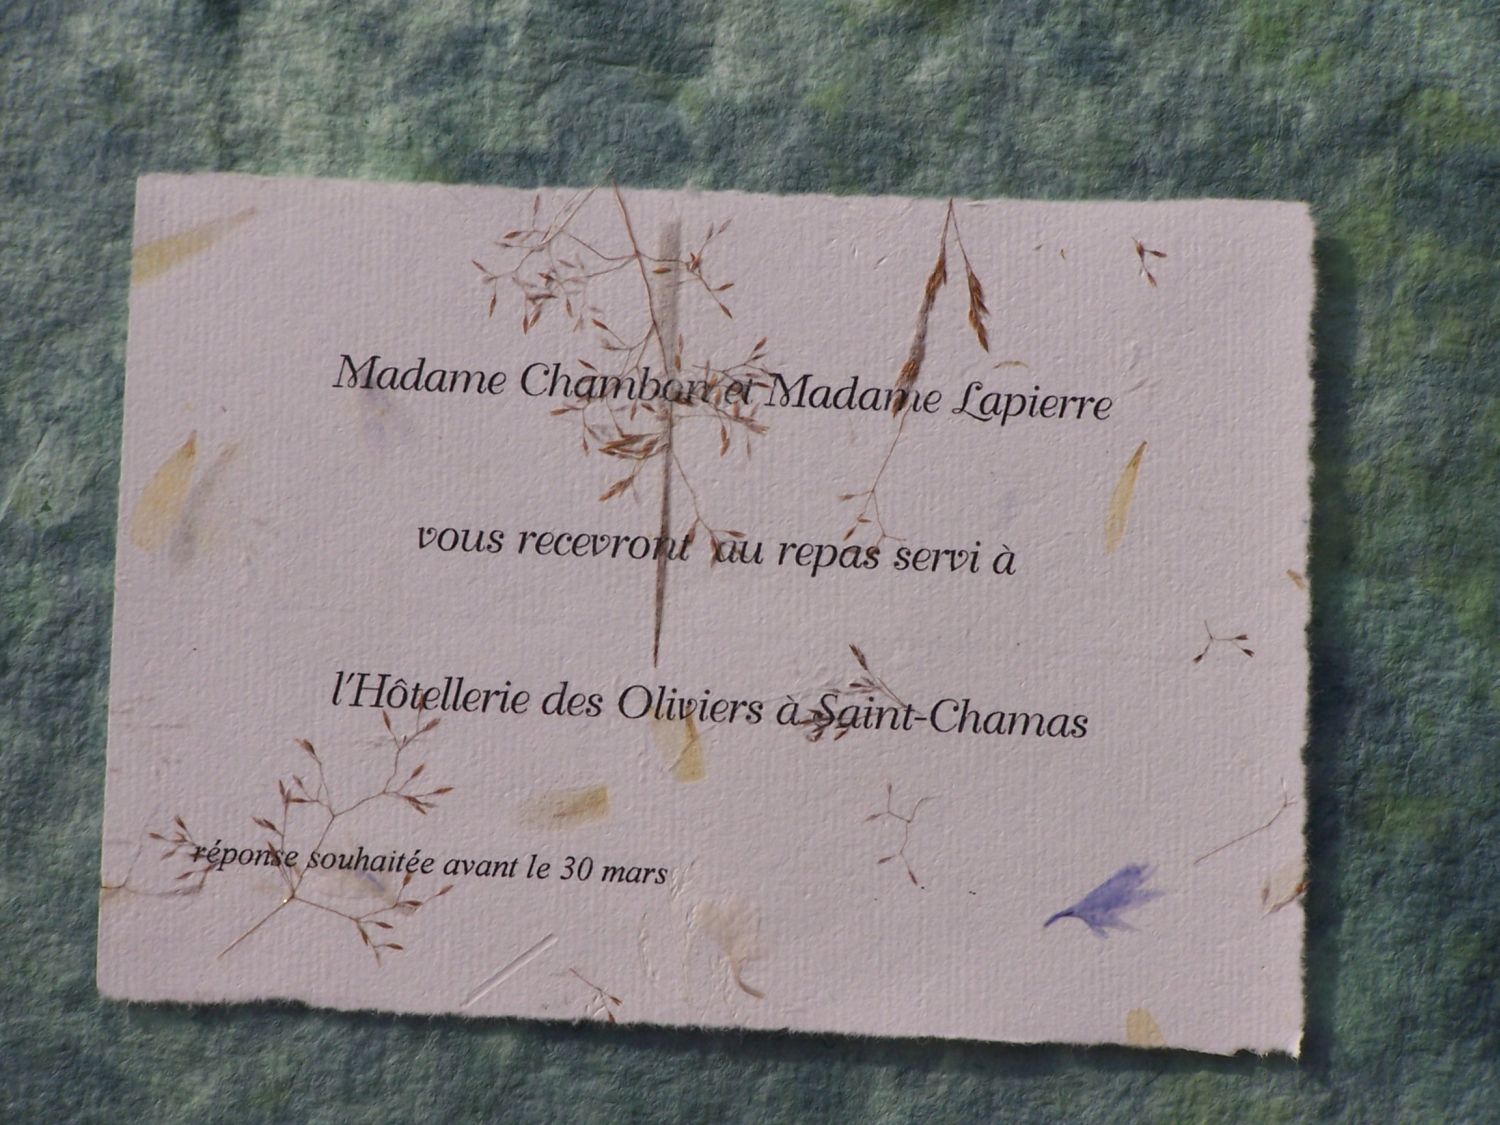 Madame Chambon et Madame Lapierre
vous recevront au repas servi à
l'Hôtellerie des Oliviers à Saint-Chamas
réponse souhaitée avant le 30 mars